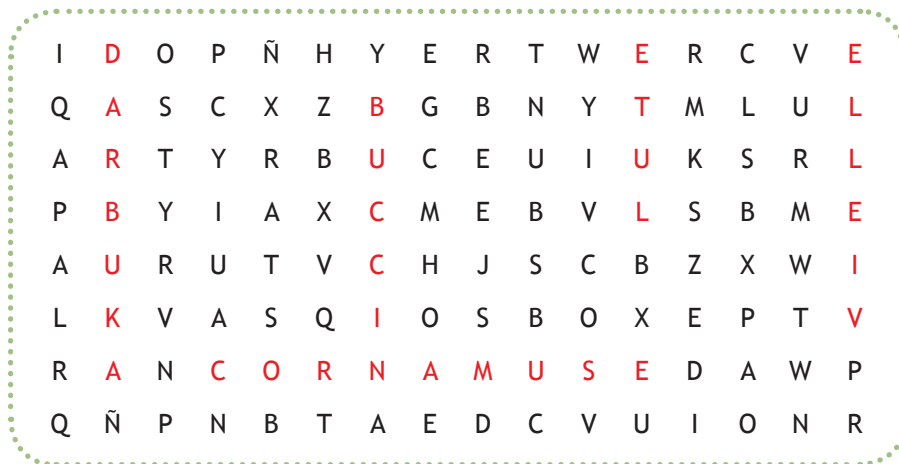 I D O P Ñ H Y E R T W E R C V E
Q A S C X Z B G B N Y T M L U L
A R T Y R B U C E U I U K S R L
P B Y I A X C M E B V L S B M E
A U R U T V C H J S C B Z X W I
L K V A S Q I O S B O X E P T V
R A N C O R N A M U S E D A W P
Q Ñ P N B T A E D C V U I O N R